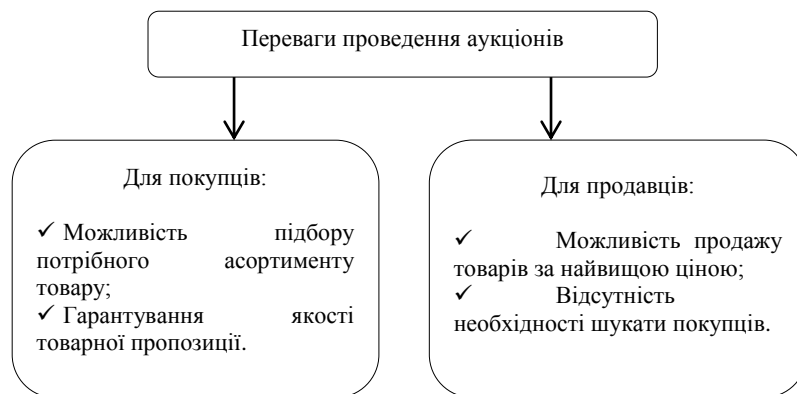 Переваги проведення аукціонів
Для покупців:
✓ Можливість підбору
потрібного асортименту
товару;
✓ Гарантування якості
товарної пропозиції.
Для продавців:
✓ Можливість продажу
товарів за найвищою ціною;
✓ Відсутність
необхідності шукати покупців.